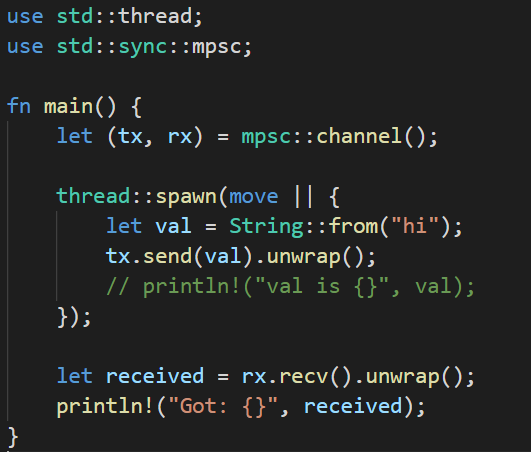 use std::thread;
use std::sync::mpsc;

fn main() {
    let (tx, rx) = mpsc::channel();

    thread::spawn(move || {
        let val = String::from("hi");
        tx.send(val).unwrap();
        // println!("val is {}", val);
    });

    let received = rx.recv().unwrap();
    println!("Got: {}", received);
}